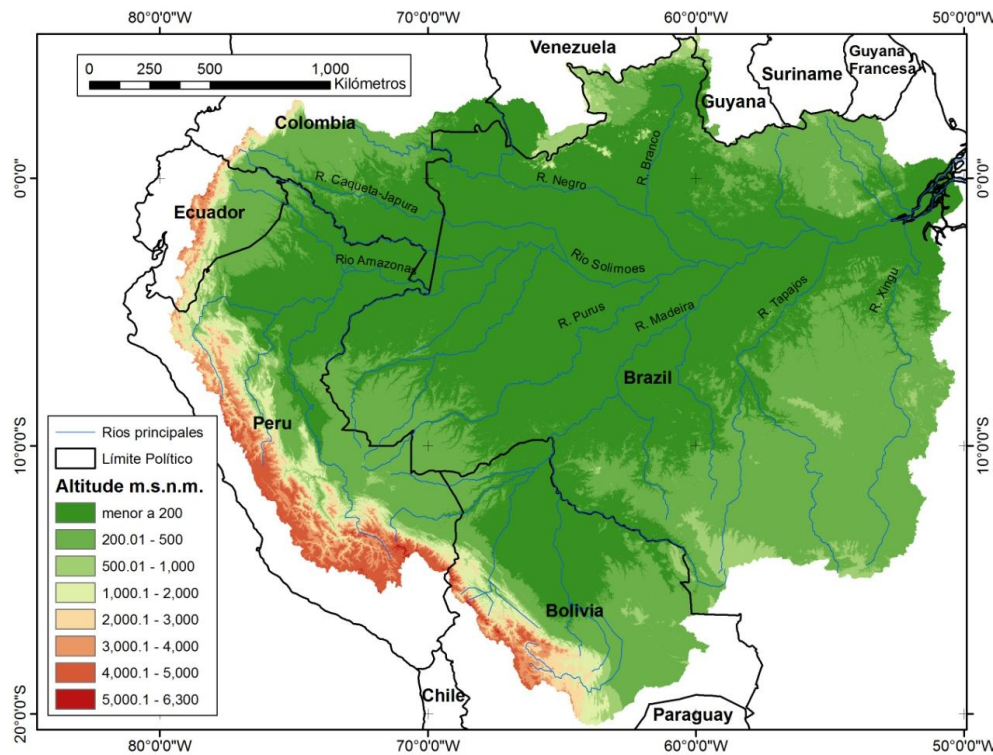 80°0'0"W 70°0'0"W 60°0'0"W 50°0'0"W
0 250 500 1,000
Kilómetros
Venezuela
Suriname
Guyana
Francesa
Guyana
Colombia
R. Branco
0°0'0" 0°0'0"
R. Caqueta-Japura
R. Negro
Ecuador
Rio Amazonas
Rio Solimoes
R. Purus
R. Madeira
R. Tapajos
R. Xingu
Brazil
Peru
Rios principales
Límite Político
Altitude m.s.n.m.
menor a 200
200.01 - 500
500.01 - 1,000
1,000.1 - 2,000
2,000.1 - 3,000
3,000.1 - 4,000
4,000.1 - 5,000
5,000.1 - 6,300
10°0'0"S 10°0'0"S
Bolivia
Chile
Paraguay
20°0'0"S 20°0'0"S
80°0'0"W 70°0'0"W 60°0'0"W 50°0'0"W